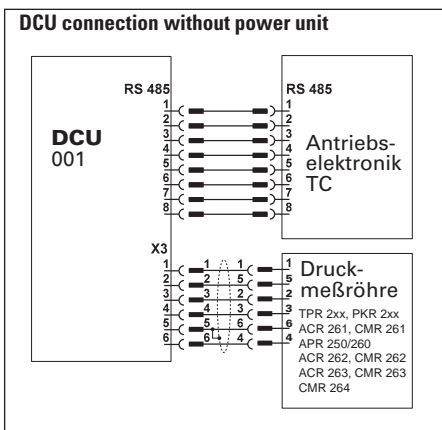 DCU connection without power unit
RS 485
RS 485
1
2
3
4
5
6
7
8
1
2
3
4
5
6
7
8
DCU
001
Antriebs-
elektronik
TC
X3
1
2
3
4
5
6
1
2
3
4
5
6
1
5
2
3
6
4
1
5
2
3
6
4
Druck-
meßröhre
TPR 2xx, PKR 2xx
ACR 261, CMR 261
APR 250/260
ACR 262, CMR 262
ACR 263, CMR 263
CMR 264